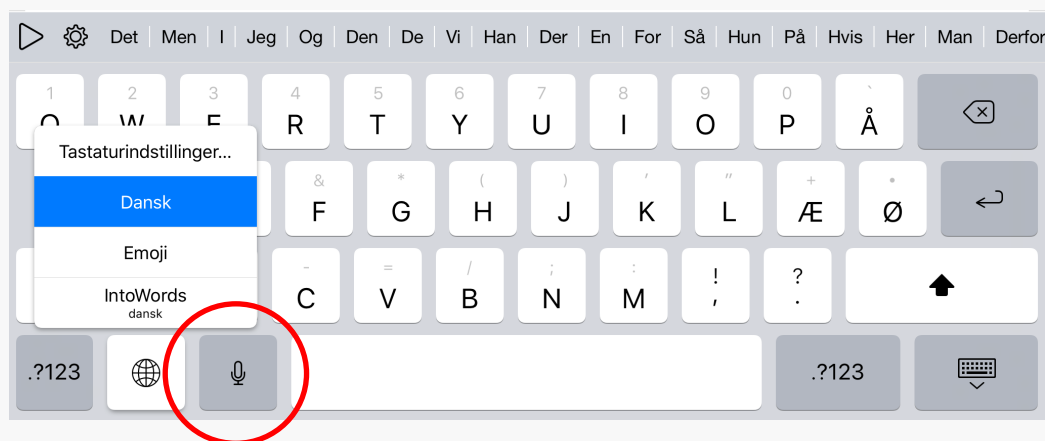 Det Men I Jeg Og Den De Vi Han Der En For Så Hun På Hvis Her Man Derfor
1 2 3 4 5 6 7 8 9 0 `
Q W E R T Y U I O P Å
Tastaturindstillinger...
& * ( ) ' " + •
Dansk
F G H J K L Æ Ø
Emoji
- = / ; : ! ?
IntoWords
C V B N M , .
dansk
.?123 .?123